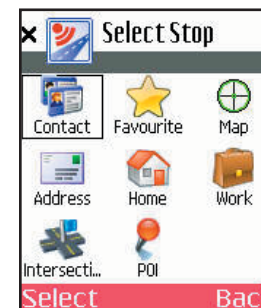 Select Stop
Contact Favourite Map
Address Home Work
Intersecti... POI
Select Bac